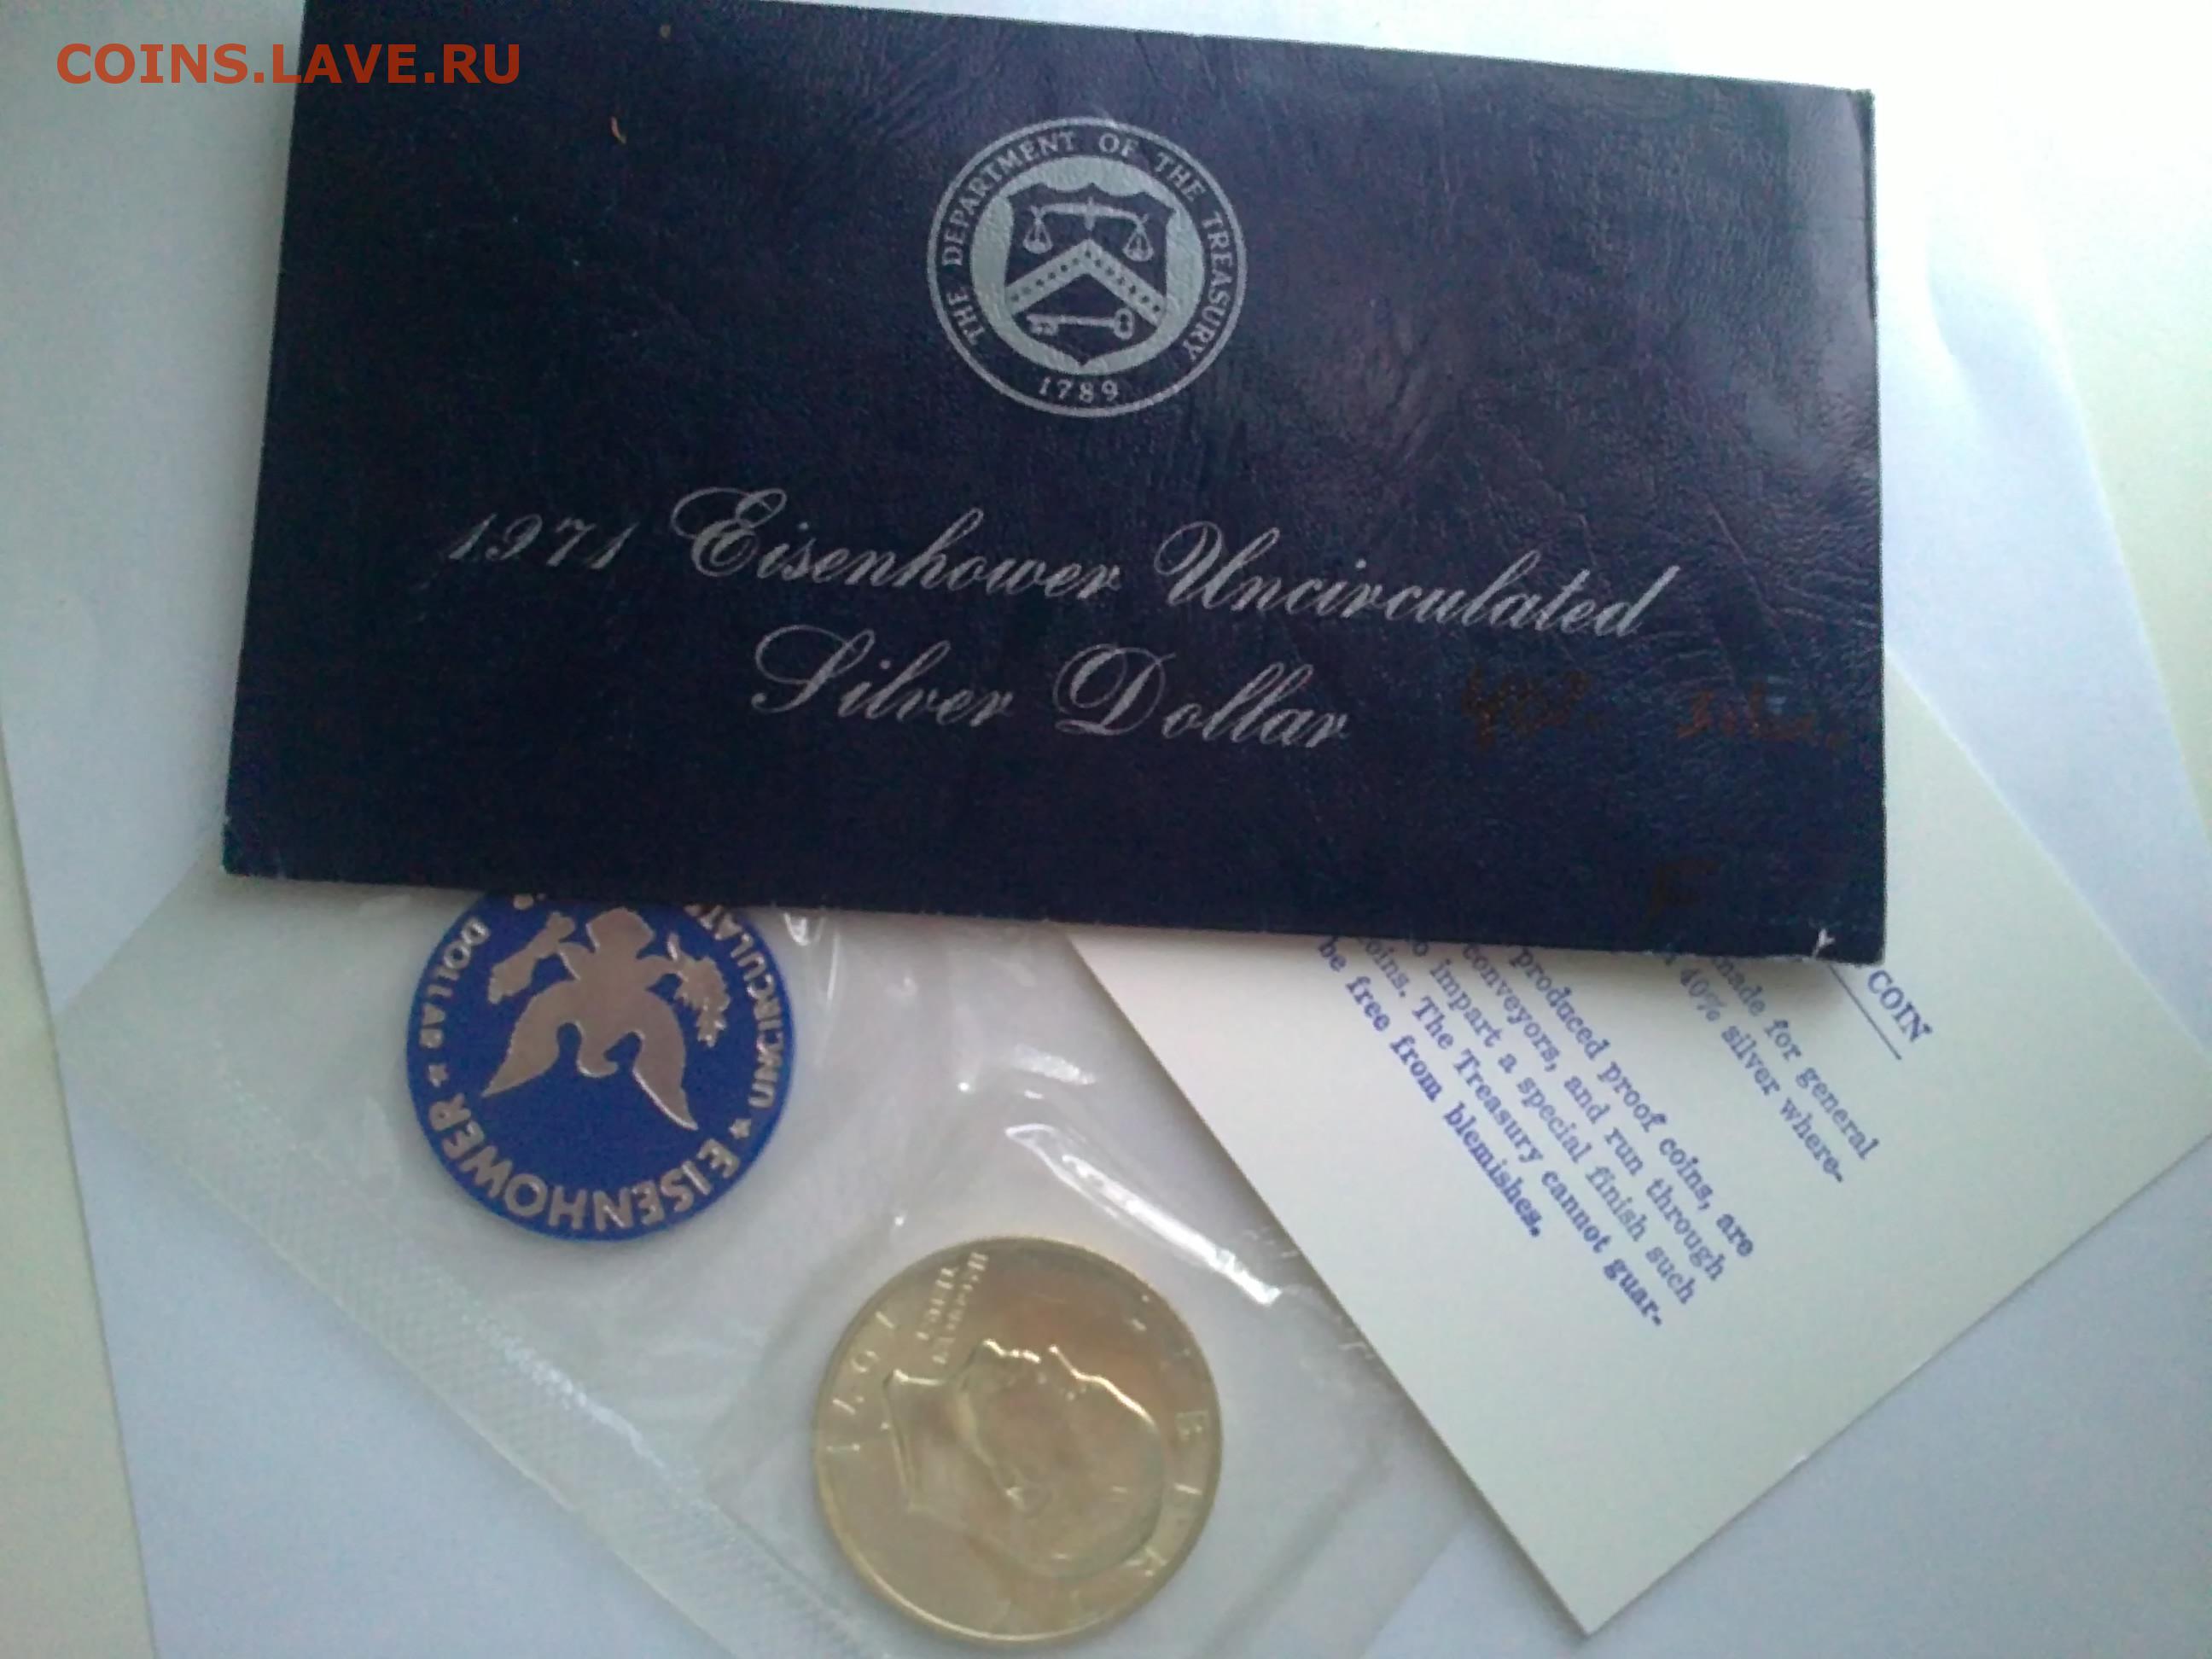 COINS.LAVE.RU
THE DEPARTMENT OF THE TREASURY
1789
1971 Eisenhower Uncirculated
Silver Dollar
COIN
made for general
40% silver where-
produced proof coins, are
conveyors, and run through
to impart a special finish such
coins. The Treasury cannot guar-
be free from blemishes.
★ EISENHOWER ★
DOLLAR
197